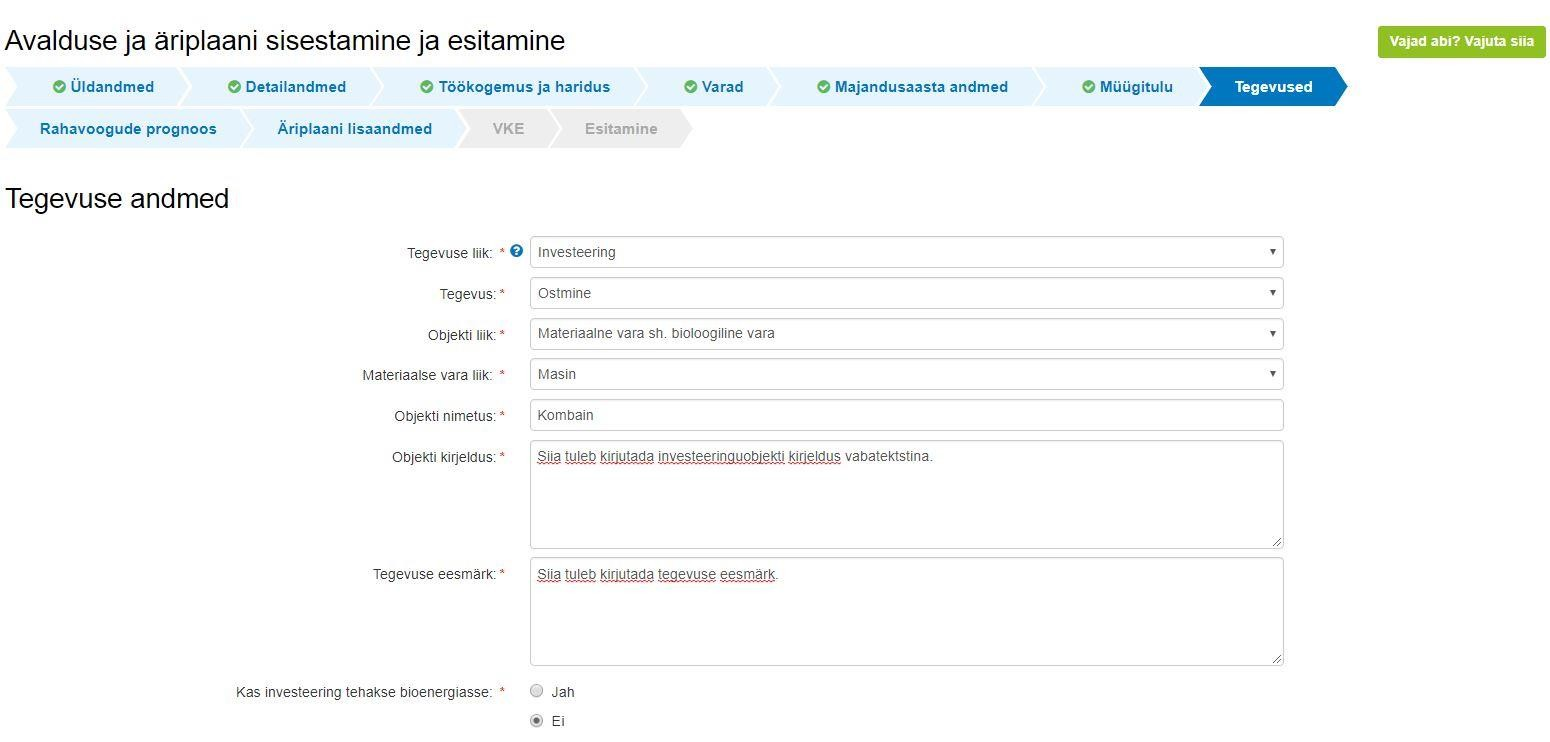 Avalduse ja äriplaani sisestamine ja esitamine
Vajad abi? Vajuta siia
Üldandmed Detailandmed Töökogemus ja haridus Varad Majandusaasta andmed Müügitulu Tegevused
Rahavoogude prognoos Äriplaani lisaandmed VKE Esitamine
Tegevuse andmed
Tegevuse liik: * ? Investeering
Tegevus: * Ostmine
Objekti liik: * Materiaalne vara sh. bioloogiline vara
Materiaalse vara liik: * Masin
Objekti nimetus: * Kombain
Objekti kirjeldus: * Siia tuleb kirjutada investeeringuobjekti kirjeldus vabatektstina.
Tegevuse eesmärk: * Siia tuleb kirjutada tegevuse eesmärk.
Kas investeering tehakse bioenergiasse: * Jah
Ei